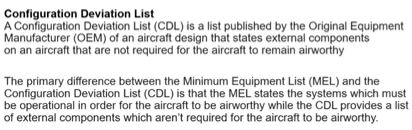 Configuration Deviation List
A Configuration Deviation List (CDL) is a list published by the Original Equipment
Manufacturer (OEM) of an aircraft design that states external components
on an aircraft that are not required for the aircraft to remain airworthy
The primary difference between the Minimum Equipment List (MEL) and the
Configuration Deviation List (CDL) is that the MEL states the systems which must
be operational in order for the aircraft to be airworthy while the CDL provides a list
of external components which aren't required for the aircraft to be airworthy.